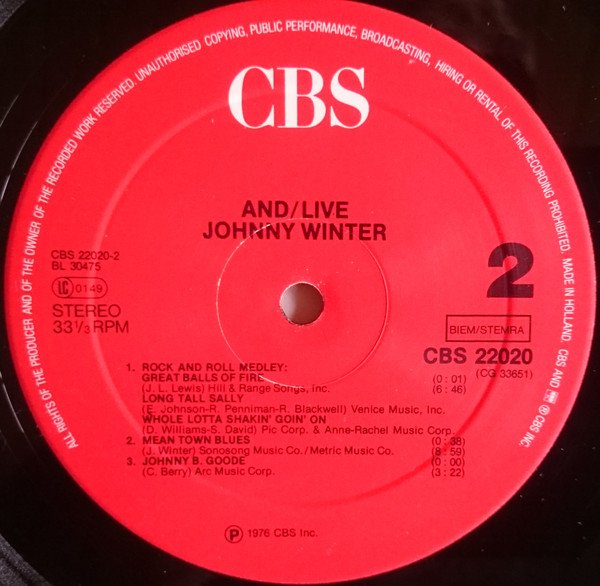 ALL RIGHTS OF THE PRODUCER AND OF THE OWNER OF THE RECORDED WORK RESERVED. UNAUTHORISED COPYING, PUBLIC PERFORMANCE, BROADCASTING, HIRING OR RENTAL OF THIS RECORDING PROHIBITED. MADE IN HOLLAND. CBS AND ℗ CBS INC.
CBS
AND/LIVE
JOHNNY WINTER
CBS 22020-2
BL 30475
LC 0149
STEREO
33 1/3 RPM
2
BIEM/STEMRA
CBS 22020
(CG 33651)
1. ROCK AND ROLL MEDLEY:
GREAT BALLS OF FIRE (0:01)
(J. L. Lewis) Hill & Range Songs, Inc. (6:46)
LONG TALL SALLY
(E. Johnson-R. Penniman-R. Blackwell) Venice Music, Inc.
WHOLE LOTTA SHAKIN' GOIN' ON
(D. Williams-S. David) Pic Corp. & Anne-Rachel Music Corp.
2. MEAN TOWN BLUES (0:38)
(J. Winter) Sonosong Music Co./Metric Music Co. (8:59)
3. JOHNNY B. GOODE (0:00)
(C. Berry) Arc Music Corp. (3:22)
℗ 1976 CBS Inc.